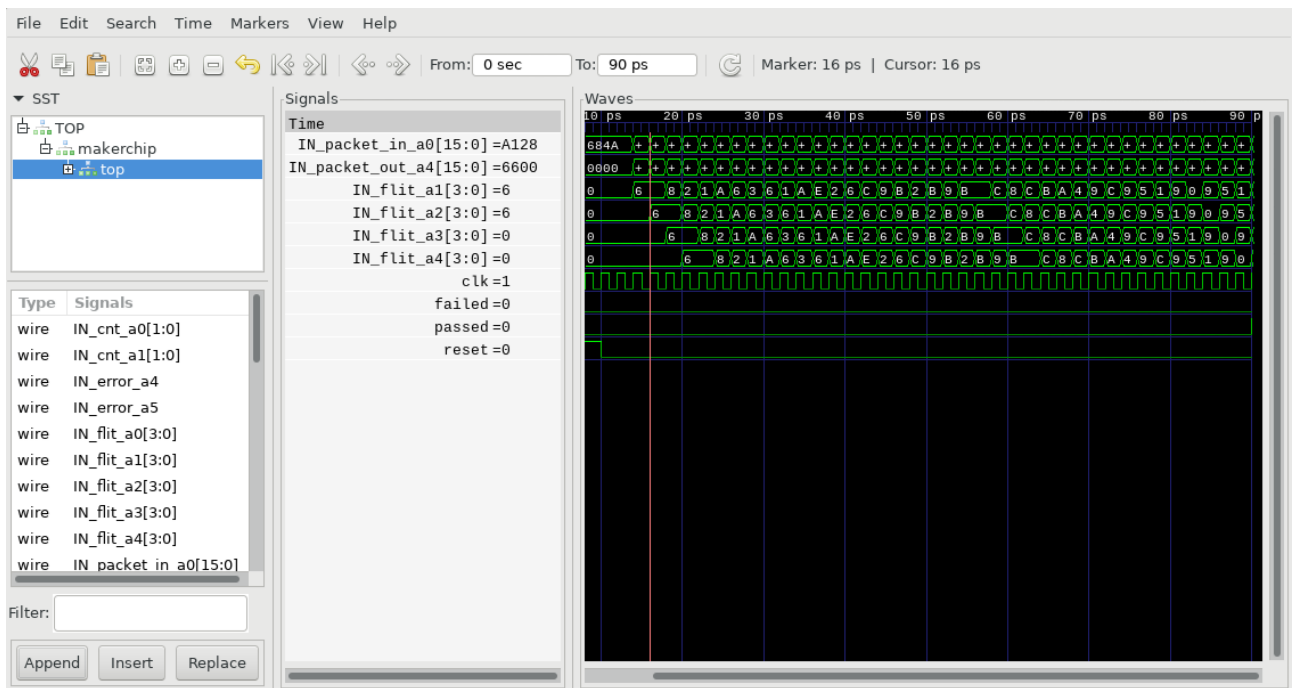 File Edit Search Time Markers View Help
From: 0 sec To: 90 ps Marker: 16 ps | Cursor: 16 ps
SST
TOP
makerchip
top
Type Signals
wire IN_cnt_a0[1:0]
wire IN_cnt_a1[1:0]
wire IN_error_a4
wire IN_error_a5
wire IN_flit_a0[3:0]
wire IN_flit_a1[3:0]
wire IN_flit_a2[3:0]
wire IN_flit_a3[3:0]
wire IN_flit_a4[3:0]
wire IN_packet_in_a0[15:0]
Filter:
Append Insert Replace
Signals
Time
IN_packet_in_a0[15:0] =A128
IN_packet_out_a4[15:0] =6600
IN_flit_a1[3:0] =6
IN_flit_a2[3:0] =6
IN_flit_a3[3:0] =0
IN_flit_a4[3:0] =0
clk =1
failed =0
passed =0
reset =0
Waves
10 ps 20 ps 30 ps 40 ps 50 ps 60 ps 70 ps 80 ps 90 p
684A + + + + + + + + + + + + + + + + + + + + + + + + + + + + + + + + + + + + + +
0000 + + + + + + + + + + + + + + + + + + + + + + + + + + + + + + + + + + + + + +
0 6 8 2 1 A 6 3 6 1 A E 2 6 C 9 B 2 B 9 B C 8 C B A 4 9 C 9 5 1 9 0 9 5 1
0 6 8 2 1 A 6 3 6 1 A E 2 6 C 9 B 2 B 9 B C 8 C B A 4 9 C 9 5 1 9 0 9 5
0 6 8 2 1 A 6 3 6 1 A E 2 6 C 9 B 2 B 9 B C 8 C B A 4 9 C 9 5 1 9 0 9
0 6 8 2 1 A 6 3 6 1 A E 2 6 C 9 B 2 B 9 B C 8 C B A 4 9 C 9 5 1 9 0